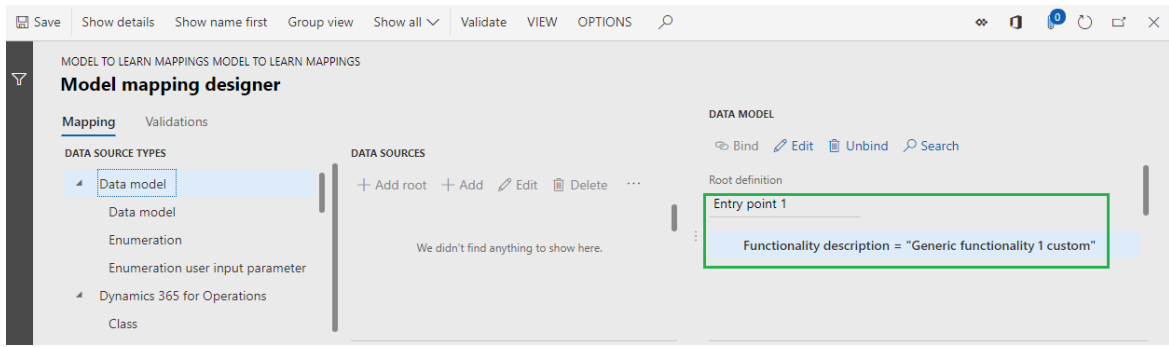 Save Show details Show name first Group view Show all Validate VIEW OPTIONS 0
MODEL TO LEARN MAPPINGS MODEL TO LEARN MAPPINGS
Model mapping designer
Mapping Validations
DATA SOURCE TYPES
Data model
Data model
Enumeration
Enumeration user input parameter
Dynamics 365 for Operations
Class
DATA SOURCES
Add root Add Edit Delete ...
We didn't find anything to show here.
DATA MODEL
Bind Edit Unbind Search
Root definition
Entry point 1
Functionality description = "Generic functionality 1 custom"